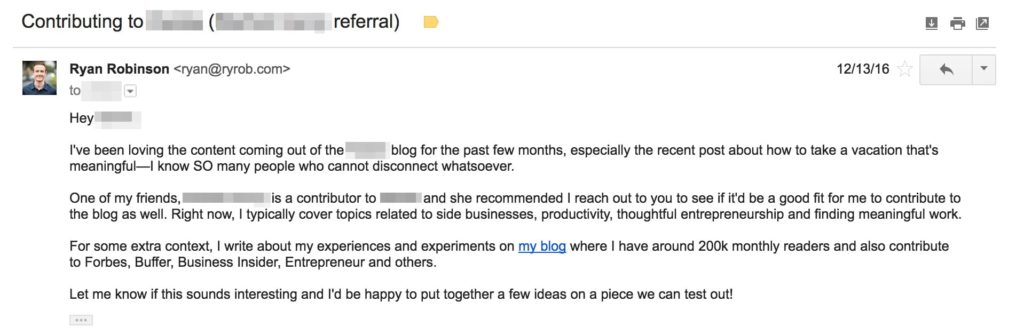 Contributing to ( referral)
Ryan Robinson <ryan@ryrob.com>
12/13/16
to
Hey
I've been loving the content coming out of the blog for the past few months, especially the recent post about how to take a vacation that's
meaningful—I know SO many people who cannot disconnect whatsoever.
One of my friends, is a contributor to and she recommended I reach out to you to see if it'd be a good fit for me to contribute to
the blog as well. Right now, I typically cover topics related to side businesses, productivity, thoughtful entrepreneurship and finding meaningful work.
For some extra context, I write about my experiences and experiments on my blog where I have around 200k monthly readers and also contribute
to Forbes, Buffer, Business Insider, Entrepreneur and others.
Let me know if this sounds interesting and I'd be happy to put together a few ideas on a piece we can test out!